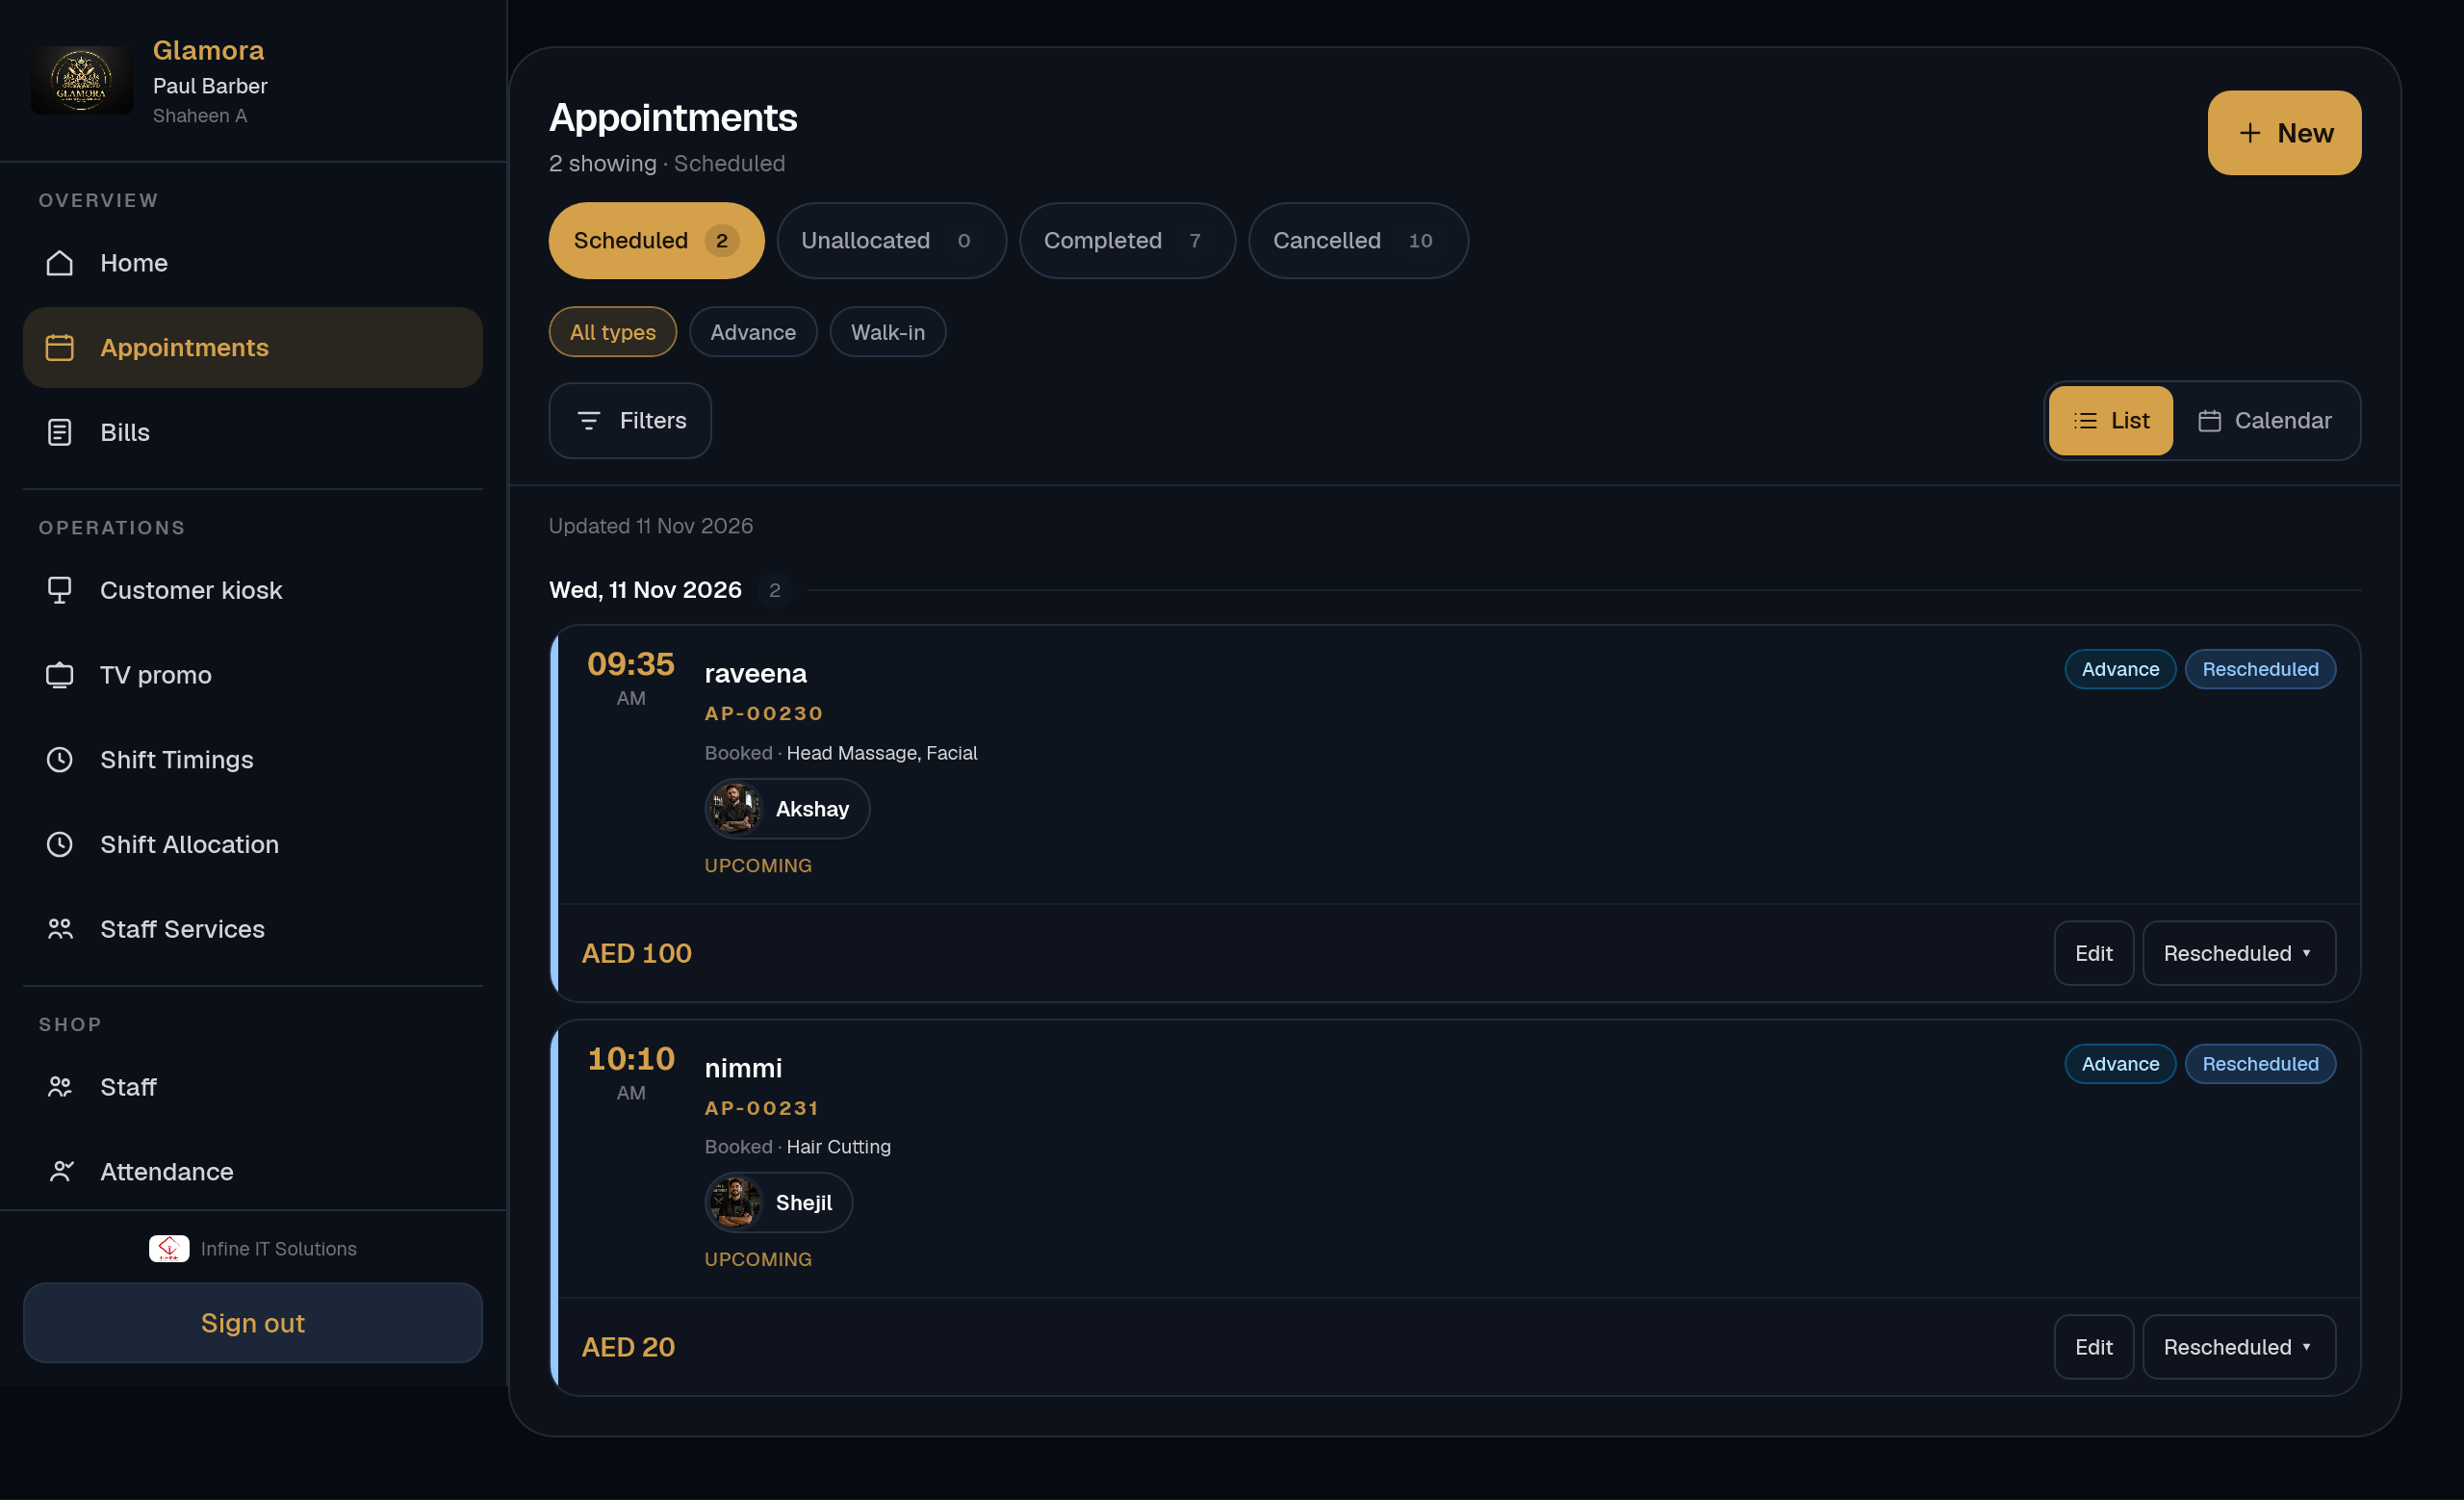 GLAMORA
Glamora
Paul Barber
Shaheen A
OVERVIEW
Home
Appointments
Bills
OPERATIONS
Customer kiosk
TV promo
Shift Timings
Shift Allocation
Staff Services
SHOP
Staff
Attendance
Infine IT Solutions
Sign out
Appointments
2 showing · Scheduled
+ New
Scheduled 2
Unallocated 0
Completed 7
Cancelled 10
All types
Advance
Walk-in
Filters
List
Calendar
Updated 11 Nov 2026
Wed, 11 Nov 2026 2
09:35
AM
raveena
AP-00230
Booked · Head Massage, Facial
Akshay
UPCOMING
Advance
Rescheduled
AED 100
Edit
Rescheduled ▾
10:10
AM
nimmi
AP-00231
Booked · Hair Cutting
Shejil
UPCOMING
Advance
Rescheduled
AED 20
Edit
Rescheduled ▾